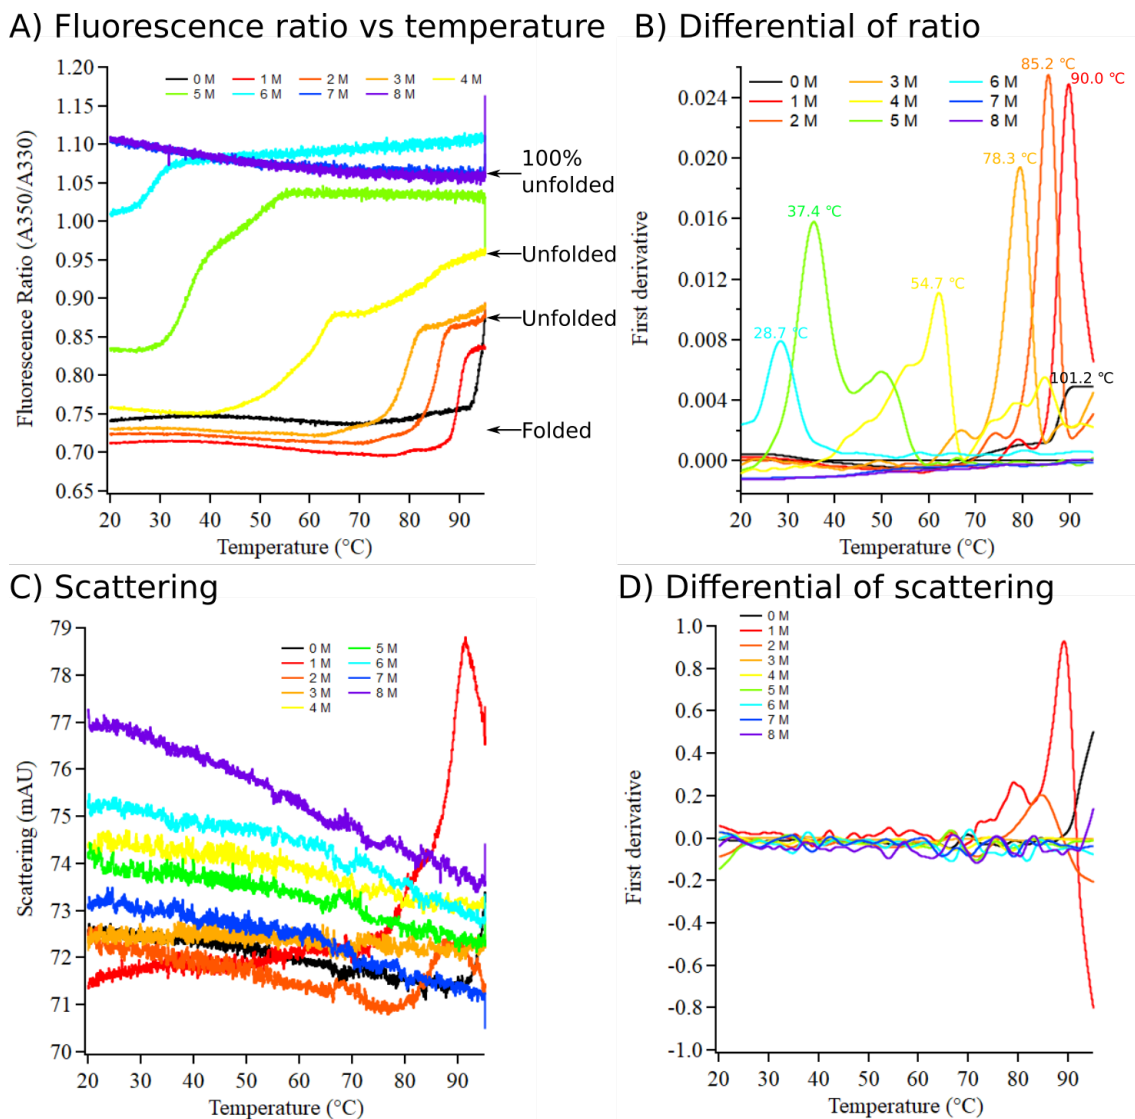 A) Fluorescence ratio vs temperature
1.20
1.15
1.10
1.05
1.00
0.95
0.90
0.85
0.80
0.75
0.70
0.65
Fluorescence Ratio (A350/A330)
0 M 1 M 2 M 3 M 4 M
5 M 6 M 7 M 8 M
100%
unfolded
Unfolded
Unfolded
Folded
20 30 40 50 60 70 80 90
Temperature (°C)
B) Differential of ratio
0.024
0.020
0.016
0.012
0.008
0.004
0.000
First derivative
0 M 3 M 6 M
1 M 4 M 7 M
2 M 5 M 8 M
85.2 °C
90.0 °C
78.3 °C
37.4 °C
54.7 °C
28.7 °C
101.2 °C
20 30 40 50 60 70 80 90
Temperature (°C)
C) Scattering
79
78
77
76
75
74
73
72
71
70
Scattering (mAU)
0 M 5 M
1 M 6 M
2 M 7 M
3 M 8 M
4 M
20 30 40 50 60 70 80 90
Temperature (°C)
D) Differential of scattering
1.0
0.8
0.6
0.4
0.2
0.0
-0.2
-0.4
-0.6
-0.8
-1.0
First derivative
0 M
1 M
2 M
3 M
4 M
5 M
6 M
7 M
8 M
20 30 40 50 60 70 80 90
Temperature (°C)